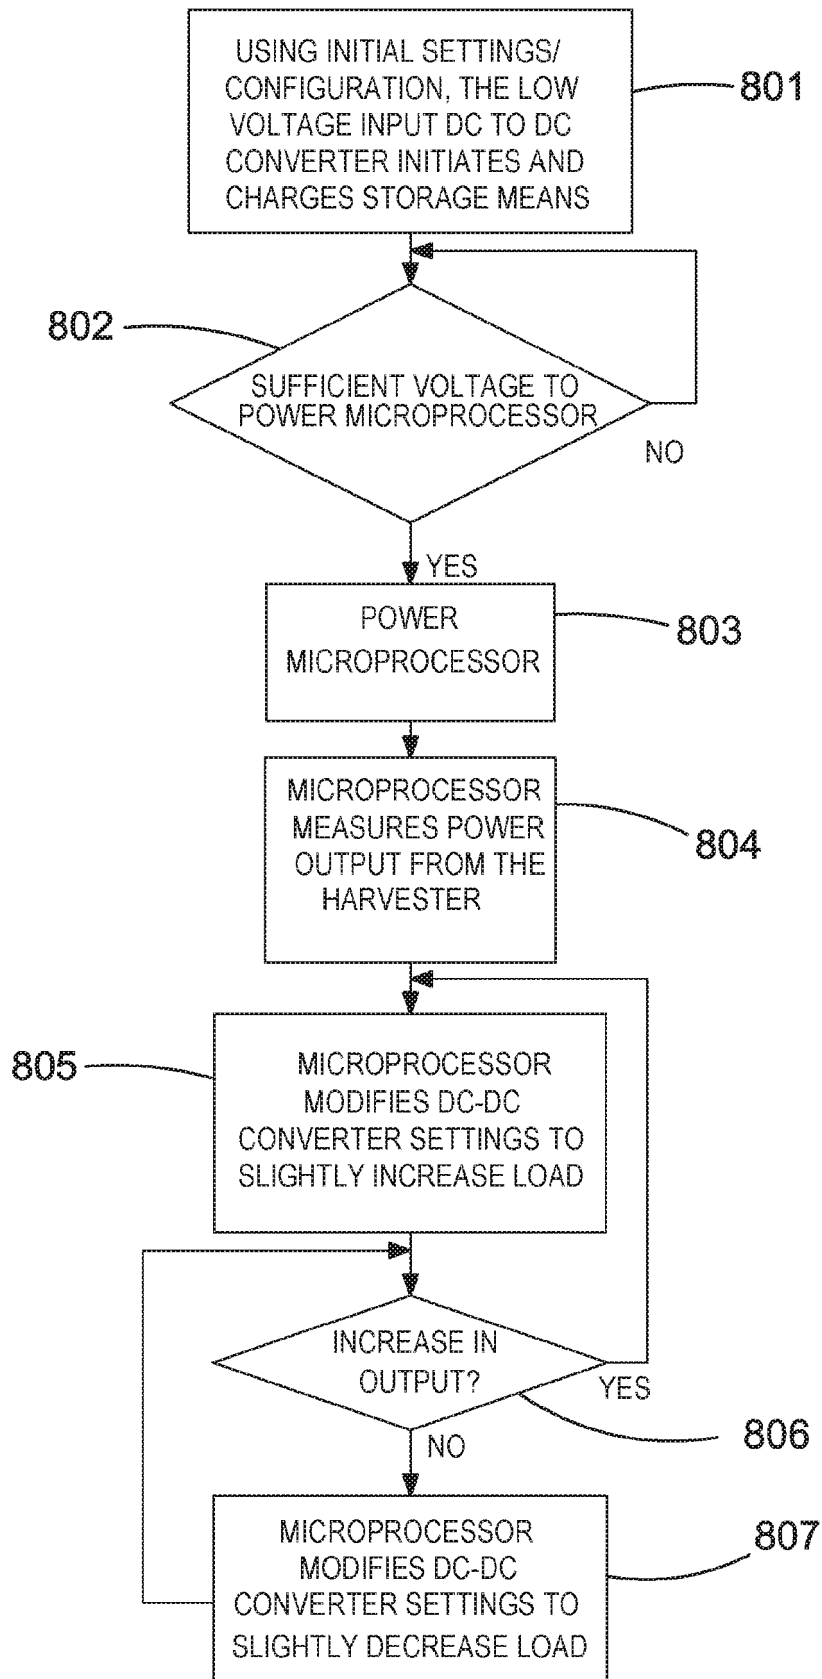 USING INITIAL SETTINGS/
CONFIGURATION, THE LOW
VOLTAGE INPUT DC TO DC
CONVERTER INITIATES AND
CHARGES STORAGE MEANS
801
802
SUFFICIENT VOLTAGE TO
POWER MICROPROCESSOR
NO
YES
POWER
MICROPROCESSOR
803
MICROPROCESSOR
MEASURES POWER
OUTPUT FROM THE
HARVESTER
804
805
MICROPROCESSOR
MODIFIES DC-DC
CONVERTER SETTINGS TO
SLIGHTLY INCREASE LOAD
INCREASE IN
OUTPUT?
YES
806
NO
MICROPROCESSOR
MODIFIES DC-DC
CONVERTER SETTINGS TO
SLIGHTLY DECREASE LOAD
807